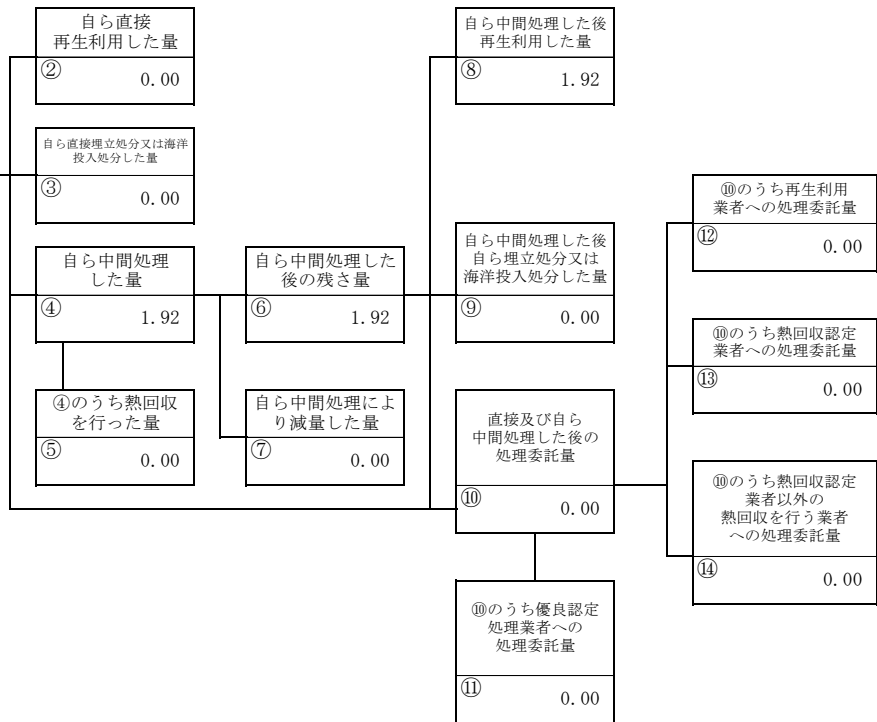 自ら直接
再生利用した量
②
0.00
自ら直接埋立処分又は海洋
投入処分した量
③
0.00
自ら中間処理
した量
④
1.92
④のうち熱回収
を行った量
⑤
0.00
自ら中間処理した
後の残さ量
⑥
1.92
自ら中間処理によ
り減量した量
⑦
0.00
自ら中間処理した後
再生利用した量
⑧
1.92
自ら中間処理した後
自ら埋立処分又は
海洋投入処分した量
⑨
0.00
直接及び自ら
中間処理した後の
処理委託量
⑩
0.00
⑩のうち優良認定
処理業者への
処理委託量
⑪
0.00
⑩のうち再生利用
業者への処理委託量
⑫
0.00
⑩のうち熱回収認定
業者への処理委託量
⑬
0.00
⑩のうち熱回収認定
業者以外の
熱回収を行う業者
への処理委託量
⑭
0.00